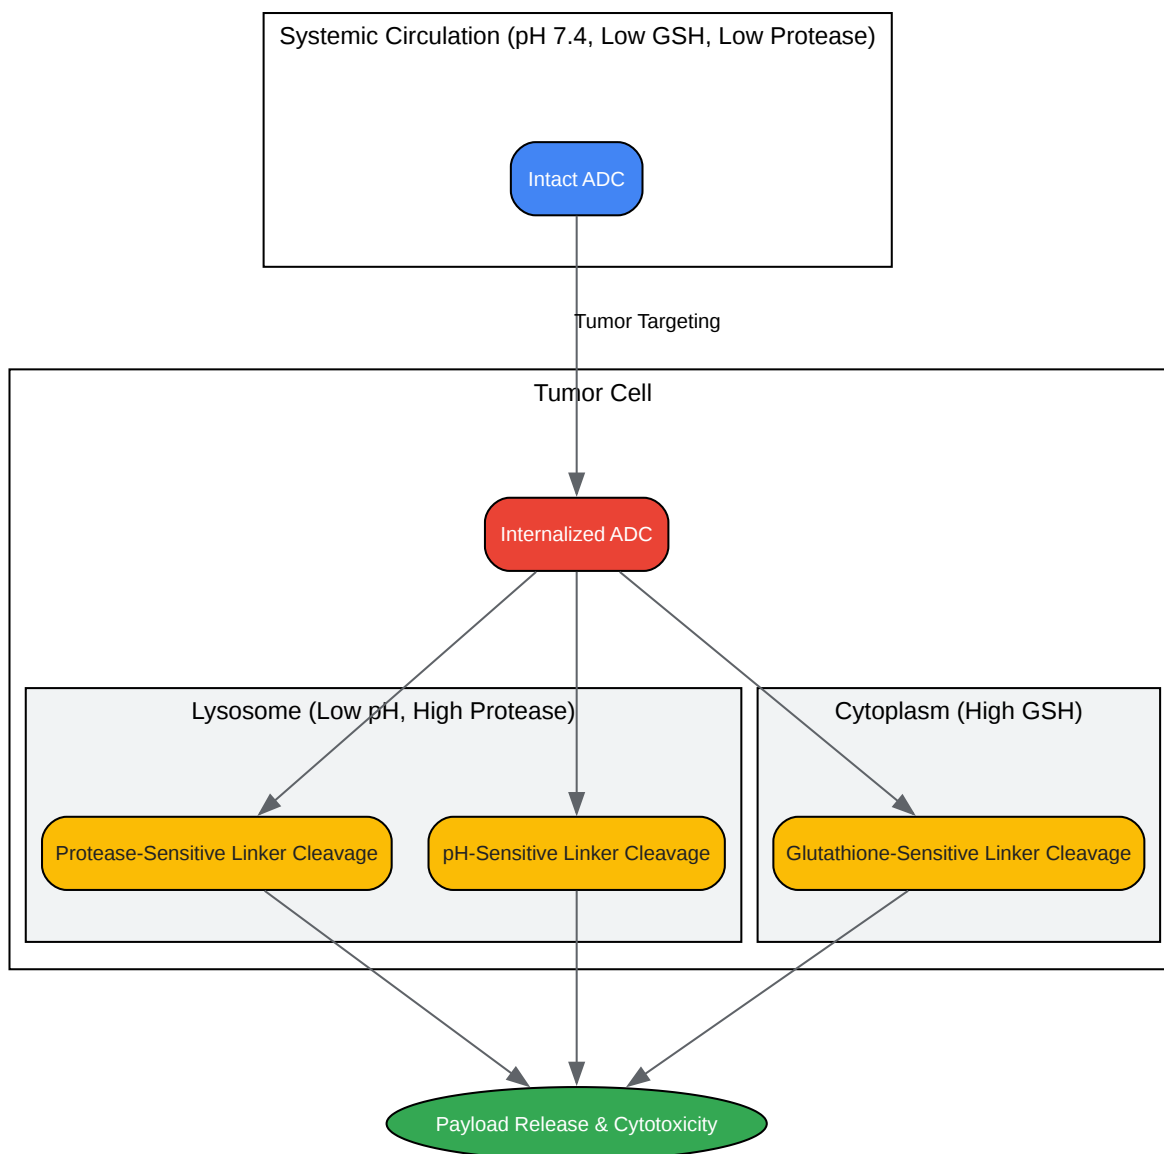 Systemic Circulation (pH 7.4, Low GSH, Low Protease)
Intact ADC
Tumor Targeting
Tumor Cell
Internalized ADC
Lysosome (Low pH, High Protease)
Cytoplasm (High GSH)
Protease-Sensitive Linker Cleavage
pH-Sensitive Linker Cleavage
Glutathione-Sensitive Linker Cleavage
Payload Release & Cytotoxicity